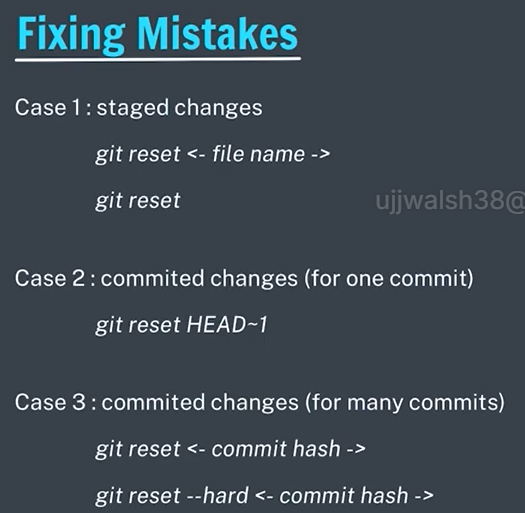 Fixing Mistakes
Case 1 : staged changes
git reset <- file name ->
git reset
ujjwalsh38@
Case 2 : commited changes (for one commit)
git reset HEAD~1
Case 3 : commited changes (for many commits)
git reset <- commit hash ->
git reset --hard <- commit hash ->